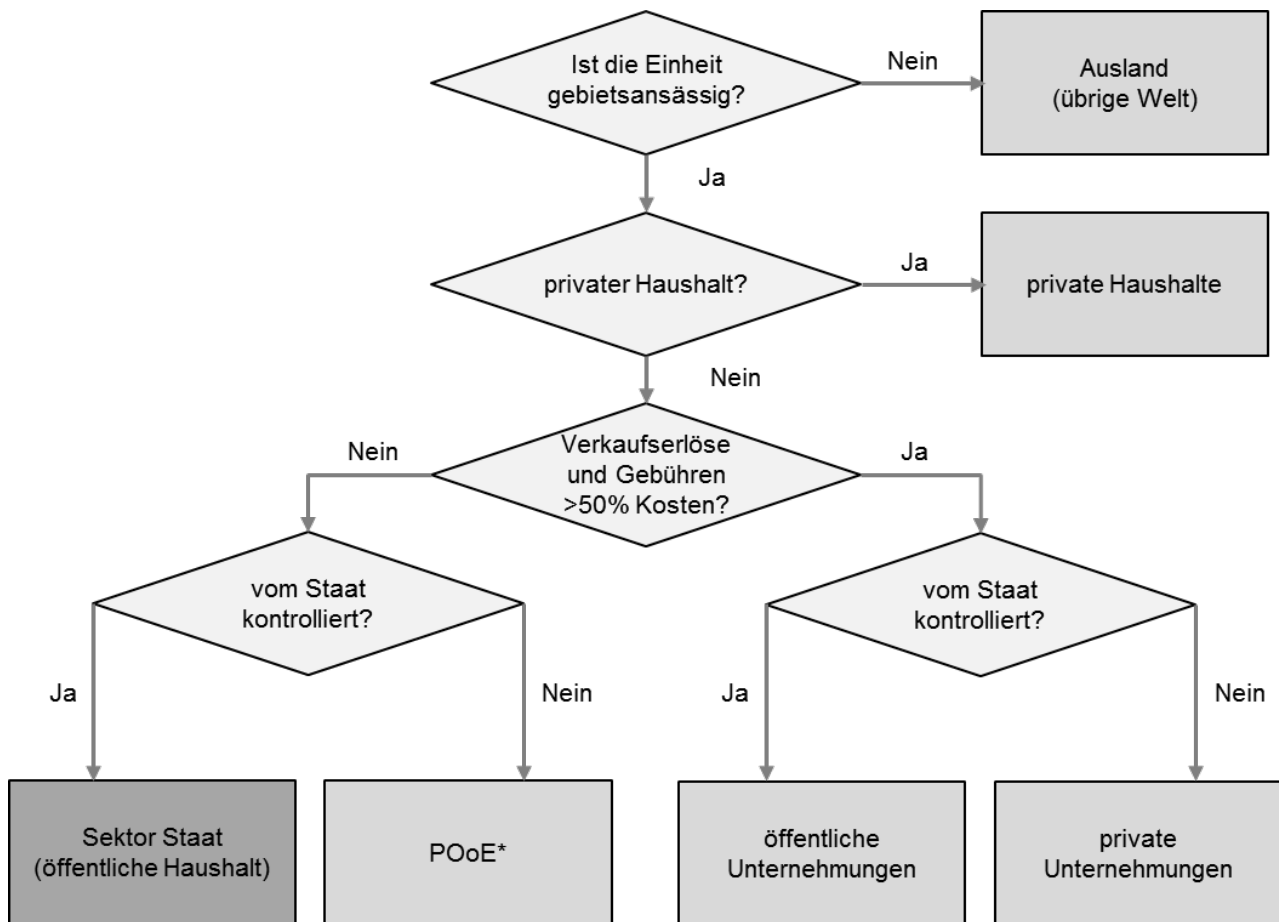 Ist die Einheit
gebietsansässig?
Nein
Ausland
(übrige Welt)
Ja
privater Haushalt?
Ja
private Haushalte
Nein
Nein
Verkaufserlöse
und Gebühren
>50% Kosten?
Ja
vom Staat
kontrolliert?
vom Staat
kontrolliert?
Ja
Nein
Ja
Nein
Sektor Staat
(öffentliche Haushalt)
POoE*
öffentliche
Unternehmungen
private
Unternehmungen